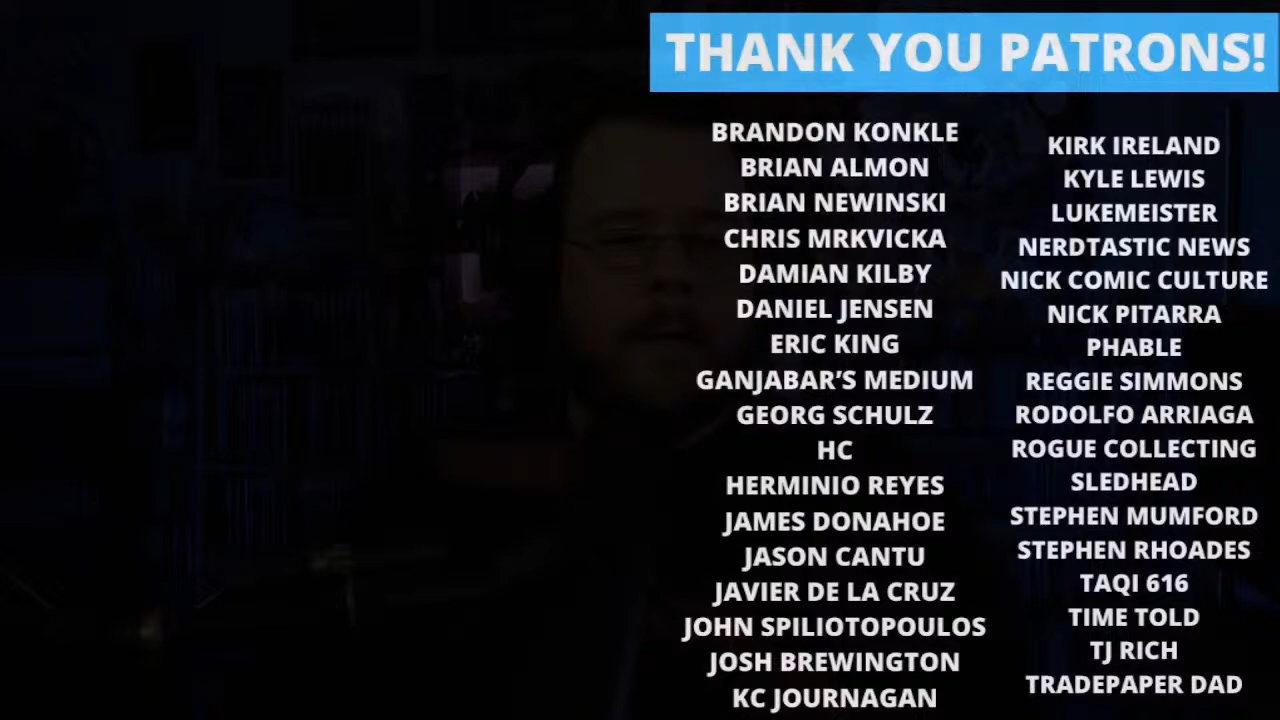 THANK YOU PATRONS!
BRANDON KONKLE
BRIAN ALMON
BRIAN NEWINSKI
CHRIS MRKVICKA
DAMIAN KILBY
DANIEL JENSEN
ERIC KING
GANJABAR’S MEDIUM
GEORG SCHULZ
HC
HERMINIO REYES
JAMES DONAHOE
JASON CANTU
JAVIER DE LA CRUZ
JOHN SPILIOTOPOULOS
JOSH BREWINGTON
KC JOURNAGAN
KIRK IRELAND
KYLE LEWIS
LUKEMEISTER
NERDTASTIC NEWS
NICK COMIC CULTURE
NICK PITARRA
PHABLE
REGGIE SIMMONS
RODOLFO ARRIAGA
ROGUE COLLECTING
SLEDHEAD
STEPHEN MUMFORD
STEPHEN RHOADES
TAQI 616
TIME TOLD
TJ RICH
TRADEPAPER DAD